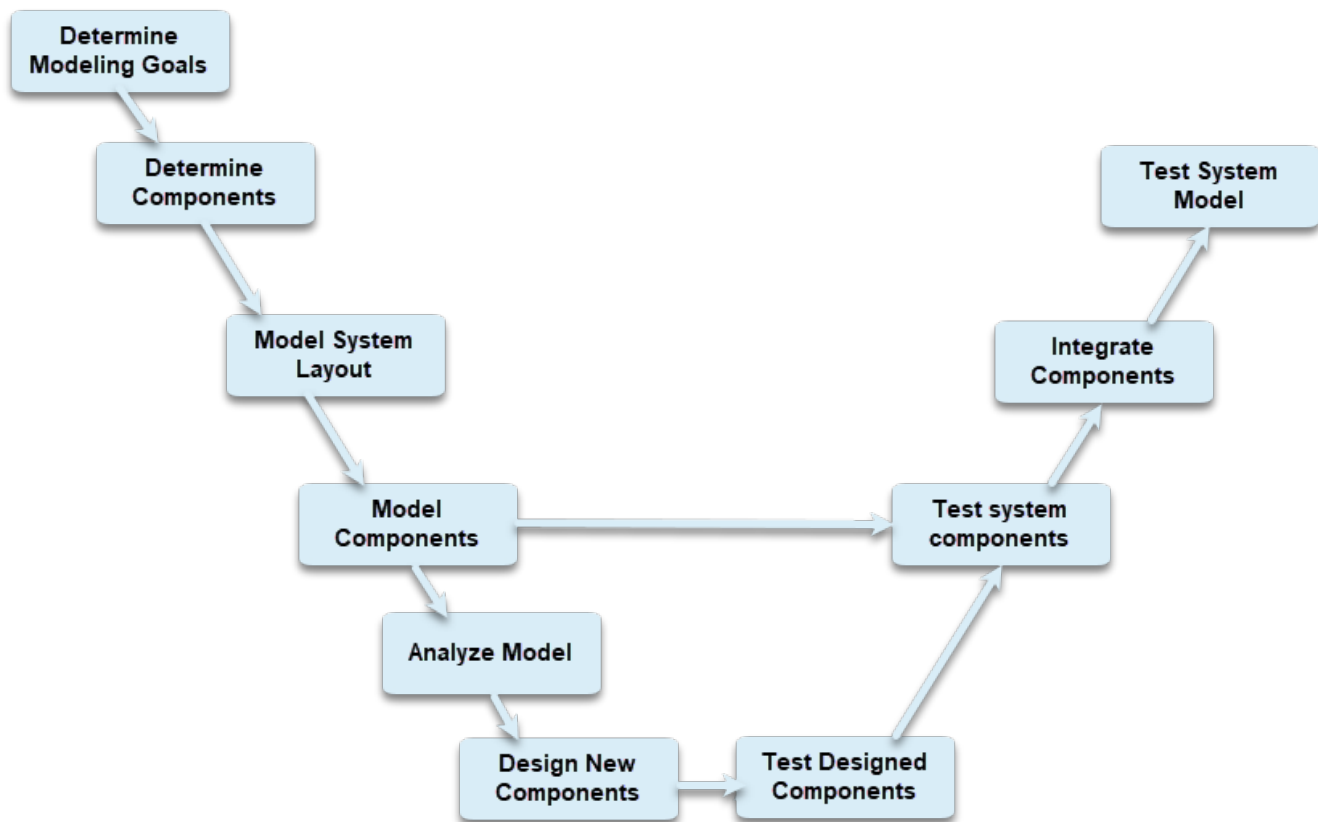 Determine
Modeling Goals
Determine
Components
Model System
Layout
Model
Components
Analyze Model
Design New
Components
Test Designed
Components
Test system
components
Integrate
Components
Test System
Model